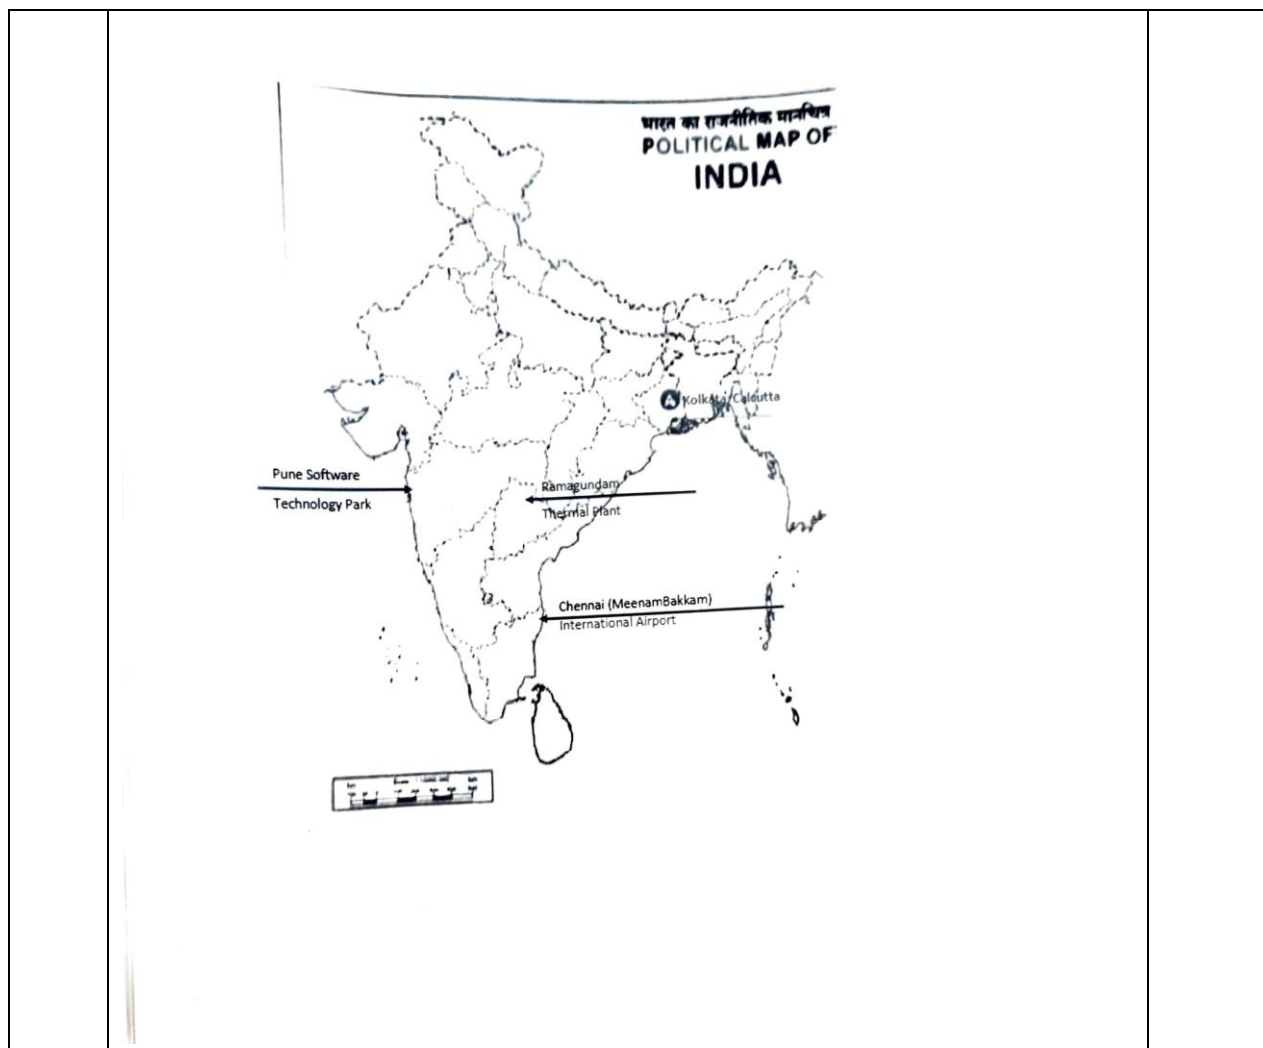 भारत का राजनीतिक मानचित्र
POLITICAL MAP OF
INDIA
A Kolkata/Calcutta
Pune Software
Technology Park
Ramagundam
Thermal Plant
Chennai (MeenamBakkam)
International Airport